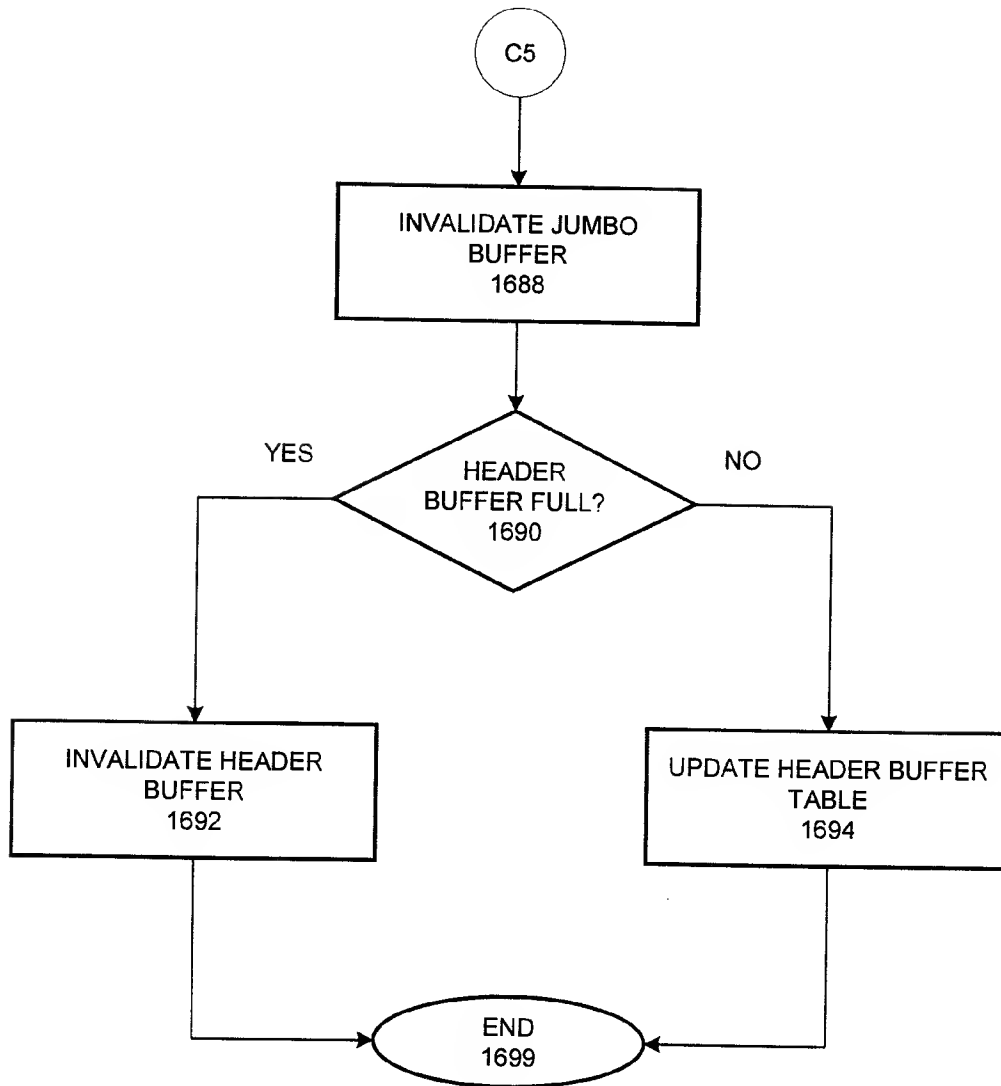 C5
INVALIDATE JUMBO
BUFFER
1688
YES
NO
HEADER
BUFFER FULL?
1690
INVALIDATE HEADER
BUFFER
1692
UPDATE HEADER BUFFER
TABLE
1694
END
1699